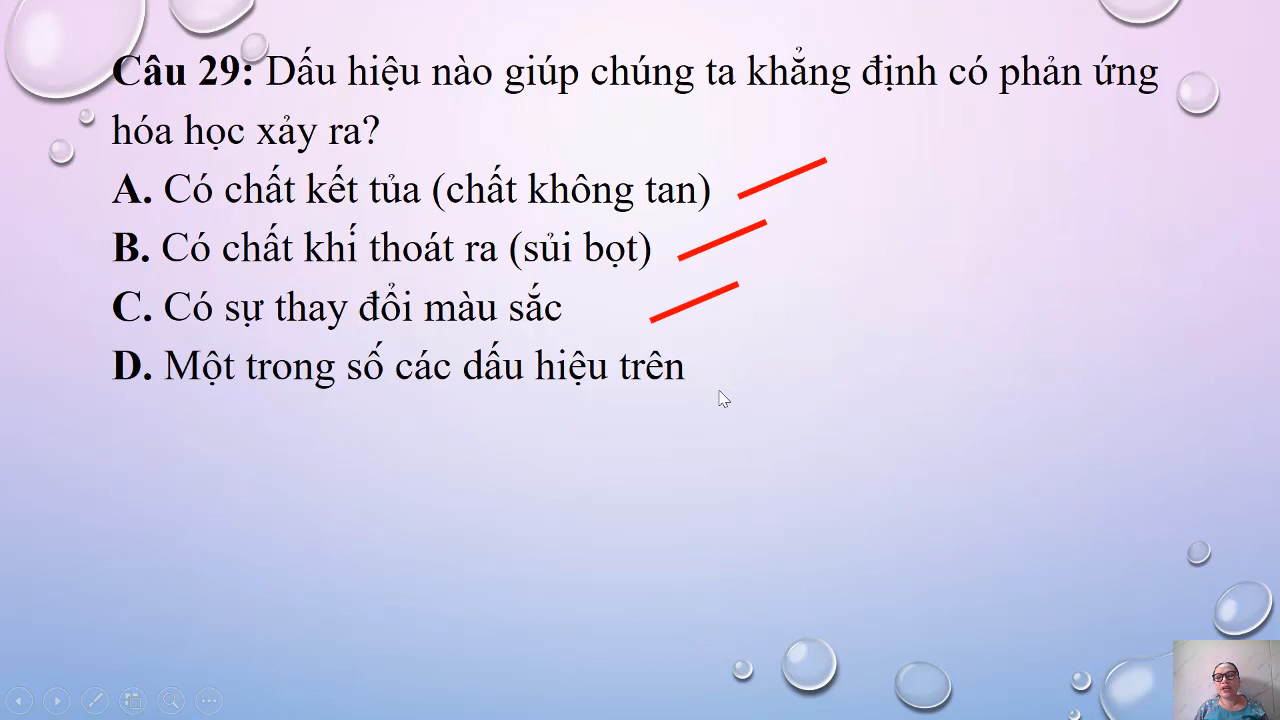 Câu 29: Dấu hiệu nào giúp chúng ta khẳng định có phản ứng
hóa học xảy ra?
A. Có chất kết tủa (chất không tan)
B. Có chất khí thoát ra (sủi bọt)
C. Có sự thay đổi màu sắc
D. Một trong số các dấu hiệu trên